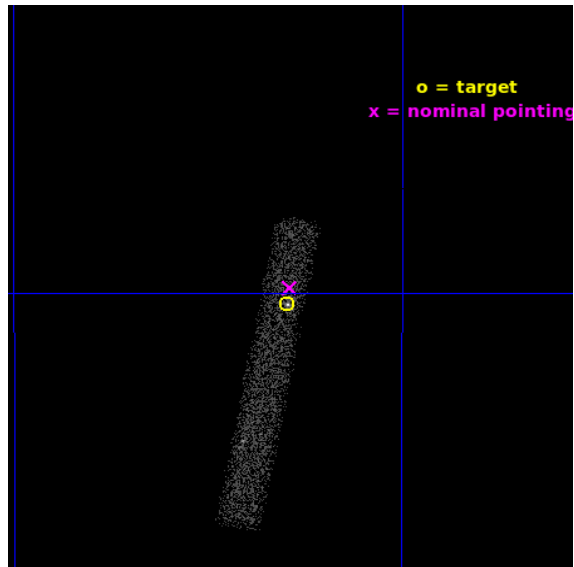 o = target
x = nominal pointing